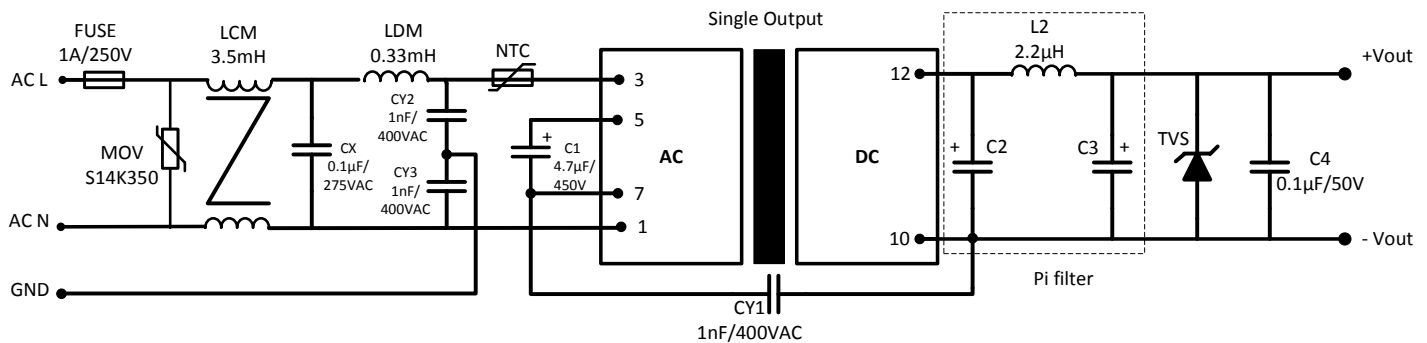 Single Output
FUSE
1A/250V
LCM
3.5mH
LDM
0.33mH
NTC
L2
2.2µH
AC L
+Vout
3
12
CY2
1nF/
400VAC
5
MOV
S14K350
CX
0.1µF/
275VAC
+
C1
4.7µF/
450V
AC
DC
+
C2
C3
+
TVS
C4
0.1µF/50V
CY3
1nF/
400VAC
7
AC N
1
10
- Vout
GND
Pi filter
CY1
1nF/400VAC